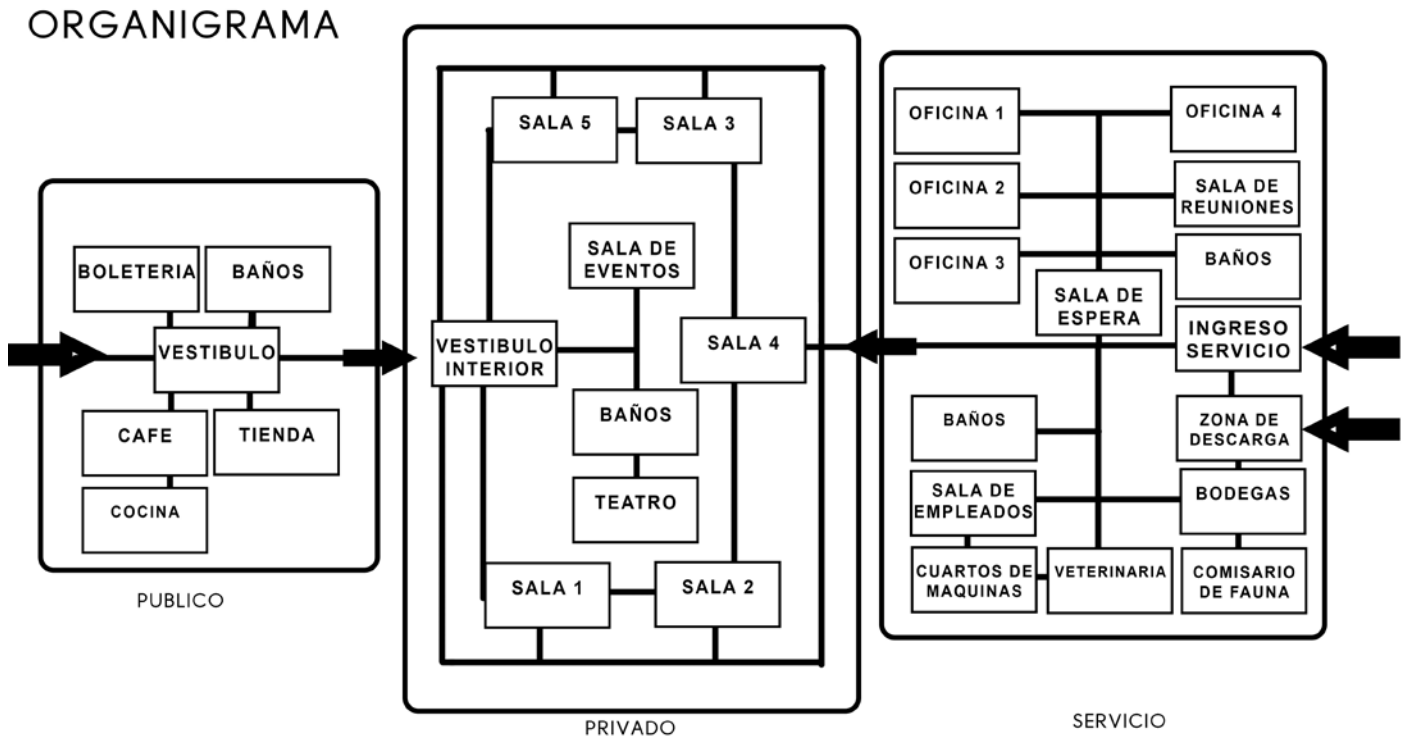 ORGANIGRAMA
BOLETERIA
BAÑOS
VESTIBULO
CAFE
TIENDA
COCINA
PUBLICO
SALA 5
SALA 3
SALA DE
EVENTOS
VESTIBULO
INTERIOR
SALA 4
BAÑOS
TEATRO
SALA 1
SALA 2
PRIVADO
OFICINA 1
OFICINA 4
OFICINA 2
SALA DE
REUNIONES
OFICINA 3
BAÑOS
SALA DE
ESPERA
INGRESO
SERVICIO
BAÑOS
ZONA DE
DESCARGA
SALA DE
EMPLEADOS
BODEGAS
CUARTOS DE
MAQUINAS
VETERINARIA
COMISARIO
DE FAUNA
SERVICIO